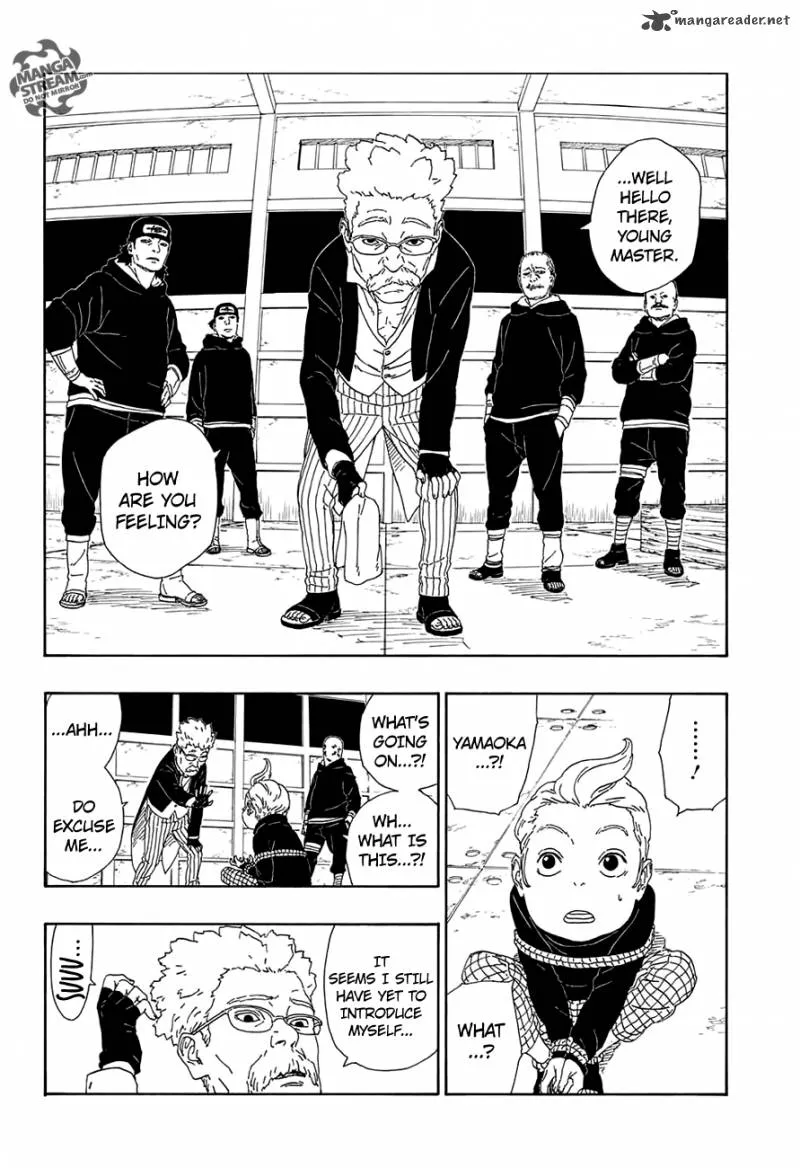 mangareader.net
MANGA
STREAM.com
DO NOT MIRROR
...WELL
HELLO
THERE,
YOUNG
MASTER.
HOW
ARE YOU
FEELING?
........!
YAMAOKA
...?!
WHAT
...?
WHAT'S
GOING
ON...?!
WH...
WHAT IS
THIS...?!
...AHH...
DO
EXCUSE
ME...
IT
SEEMS I STILL
HAVE YET TO
INTRODUCE
MYSELF...
SUUU...